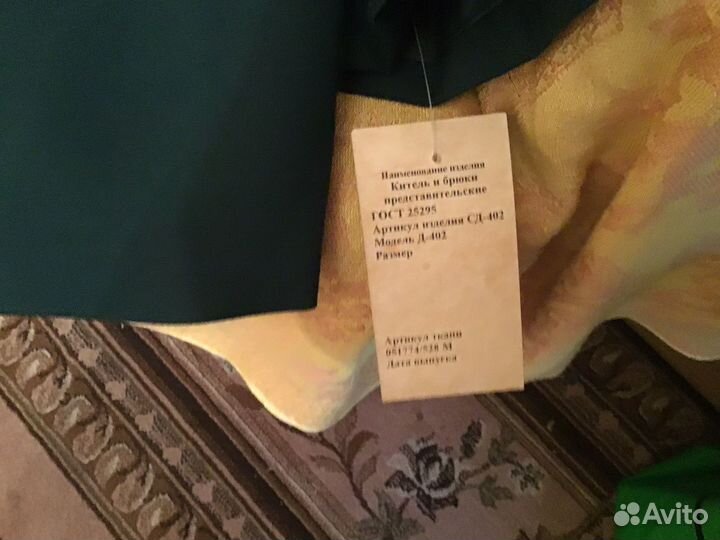 Наименование изделия
Китель и брюки
представительские
ГОСТ 25295
Артикул изделия СД-402
Модель Д-402
Размер
Артикул ткани
051774/528 М
Дата выпуска
Avito